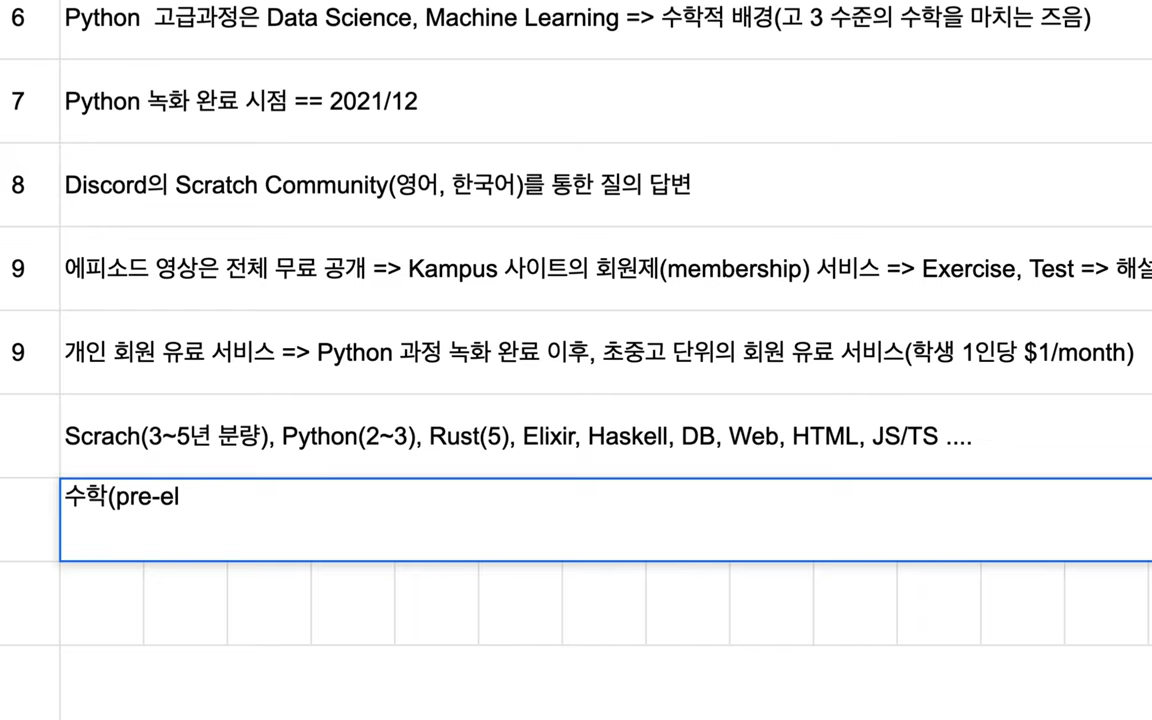 6 Python 고급과정은 Data Science, Machine Learning => 수학적 배경(고 3 수준의 수학을 마치는 즈음)
7 Python 녹화 완료 시점 == 2021/12
8 Discord의 Scratch Community(영어, 한국어)를 통한 질의 답변
9 에피소드 영상은 전체 무료 공개 => Kampus 사이트의 회원제(membership) 서비스 => Exercise, Test => 해설
9 개인 회원 유료 서비스 => Python 과정 녹화 완료 이후, 초중고 단위의 회원 유료 서비스(학생 1인당 $1/month)
Scrach(3~5년 분량), Python(2~3), Rust(5), Elixir, Haskell, DB, Web, HTML, JS/TS ....
수학(pre-el